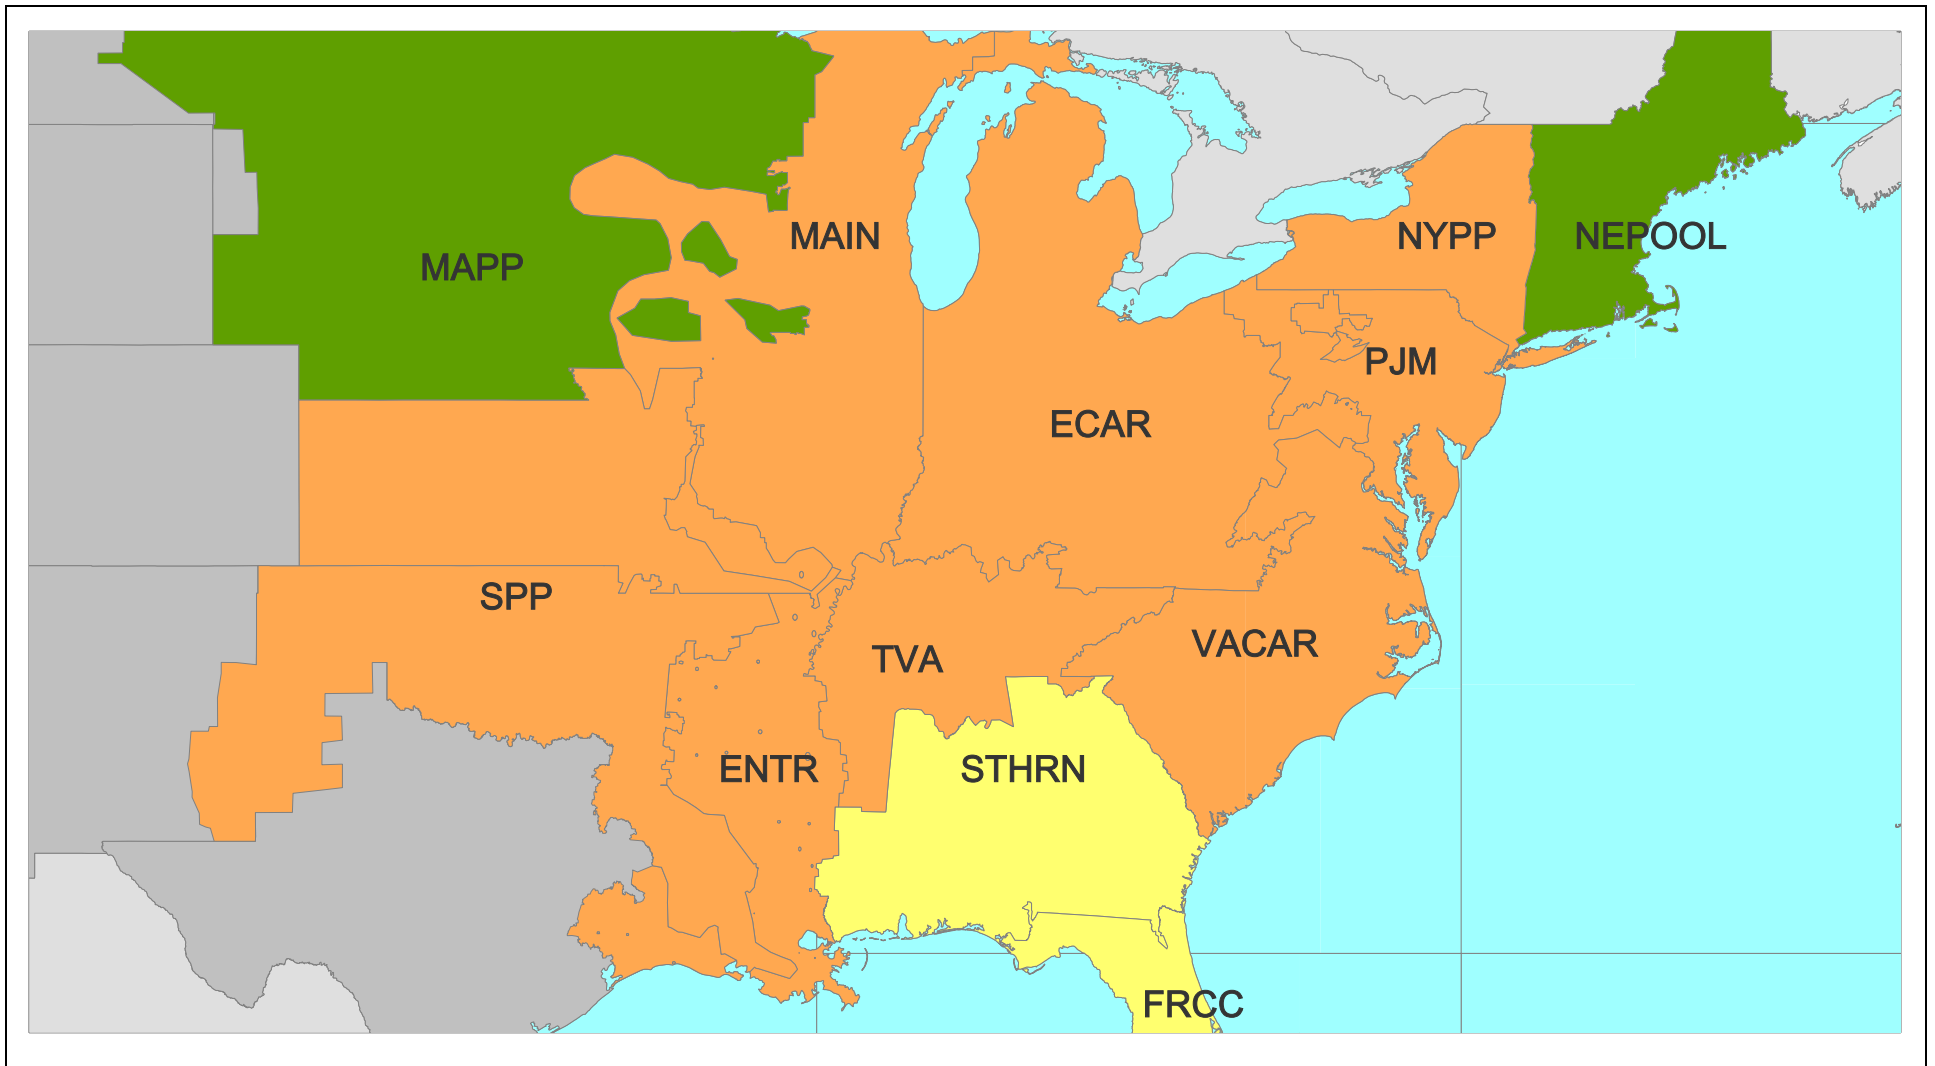 MAIN
NYPP
NEPOOL
MAPP
PJM
ECAR
SPP
TVA
VACAR
ENTR
STHRN
FRCC